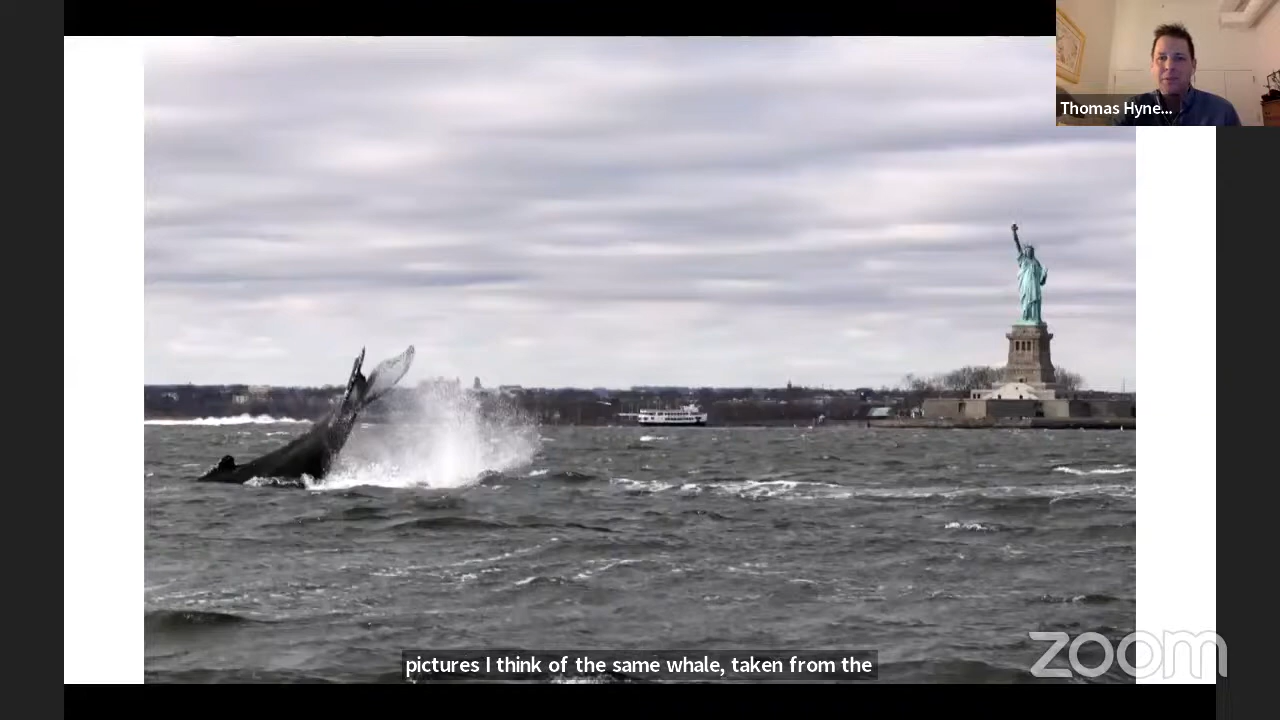 Thomas Hyne...
pictures I think of the same whale, taken from the
zoom